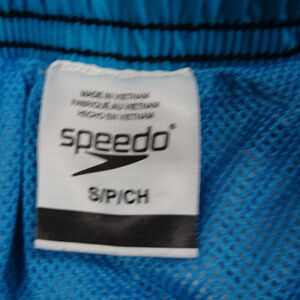 MADE IN VIETNAM
FABRIQUÉ AU VIETNAM
HECHO EN VIETNAM
speedo®
S/P/CH